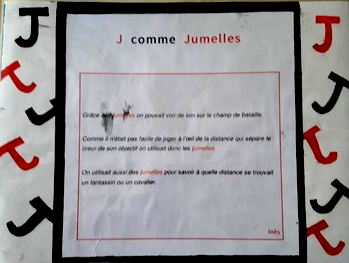 J comme Jumelles
Grâce aux jumelles on pouvait voir de loin sur le champ de bataille.
Comme il n'était pas facile de juger à l'œil de la distance qui sépare le
tireur de son objectif on utilisait donc les jumelles
On utilisait aussi des jumelles pour savoir à quelle distance se trouvait
un fantassin ou un cavalier.
Inès
J
J
J
J
J
J
J
J
J